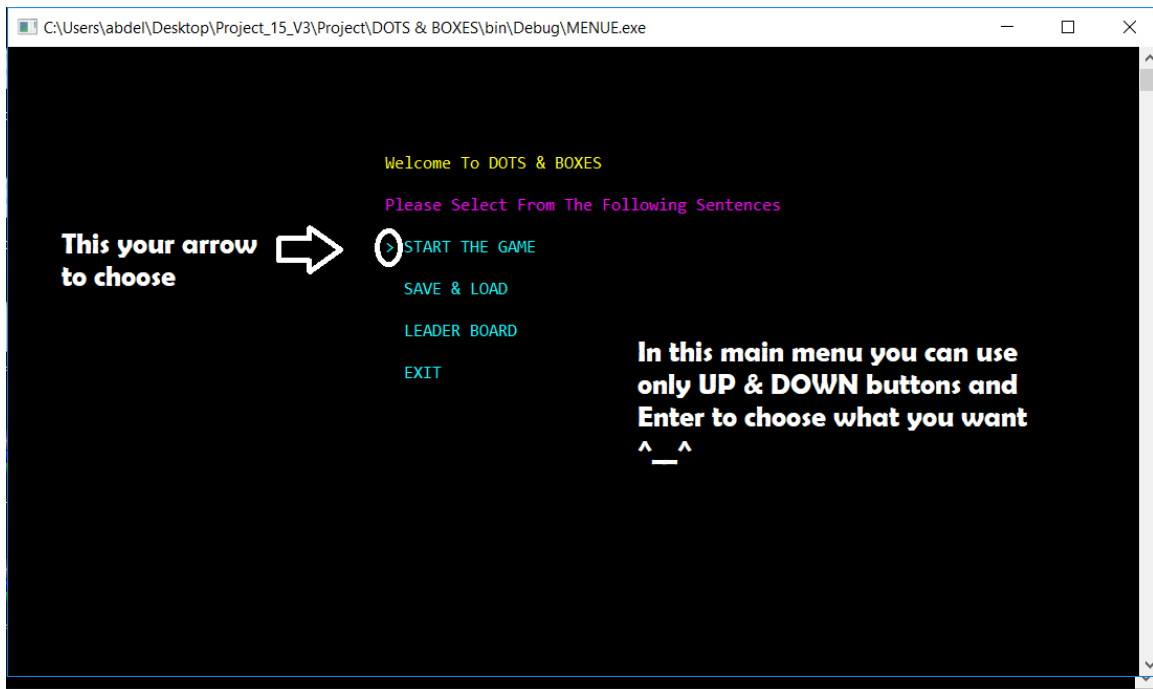 C:\Users\abdel\Desktop\Project_15_V3\Project\DOTS & BOXES\bin\Debug\MENUE.exe
Welcome To DOTS & BOXES
Please Select From The Following Sentences
This your arrow
to choose
> START THE GAME
SAVE & LOAD
LEADER BOARD
EXIT
In this main menu you can use
only UP & DOWN buttons and
Enter to choose what you want
^__^